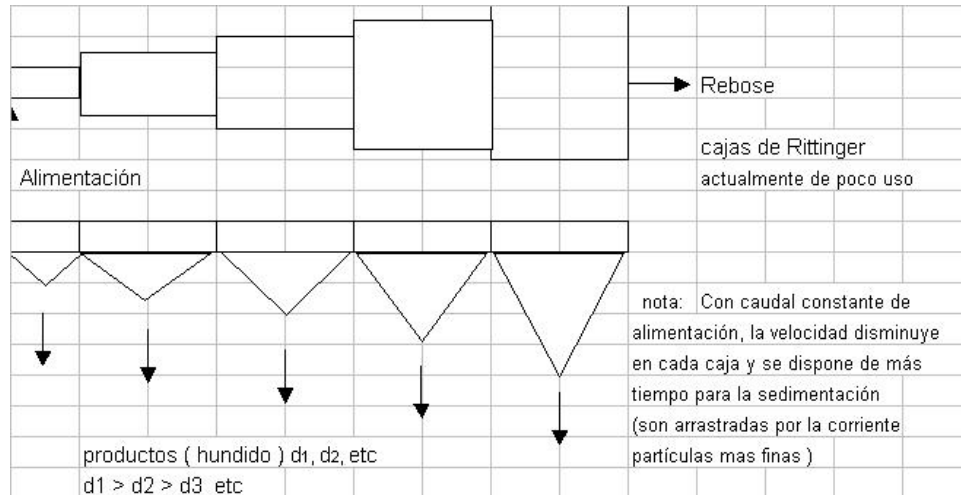 Rebose
cajas de Rittinger
Alimentación
actualmente de poco uso
nota: Con caudal constante de
alimentación, la velocidad disminuye
en cada caja y se dispone de más
tiempo para la sedimentación
(son arrastradas por la corriente
partículas mas finas )
productos ( hundido ) d1, d2, etc
d1 > d2 > d3 etc